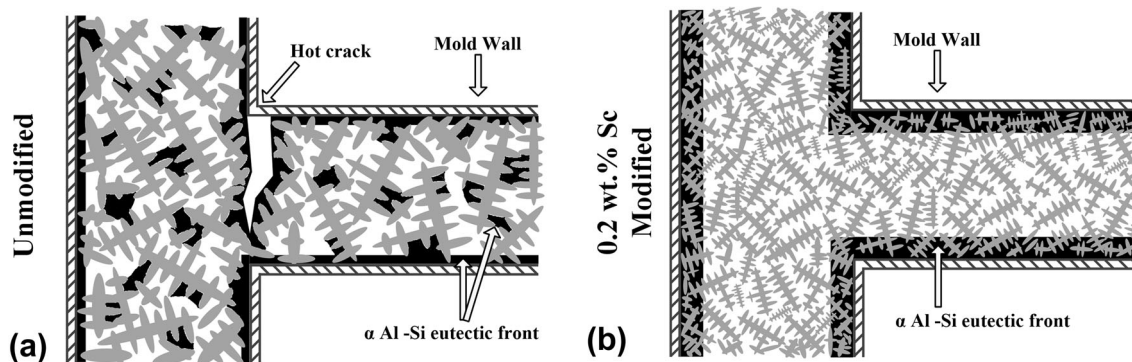 Unmodified
Hot crack
Mold Wall
α Al -Si eutectic front
(a)
0.2 wt.% Sc
Modified
Mold Wall
α Al -Si eutectic front
(b)